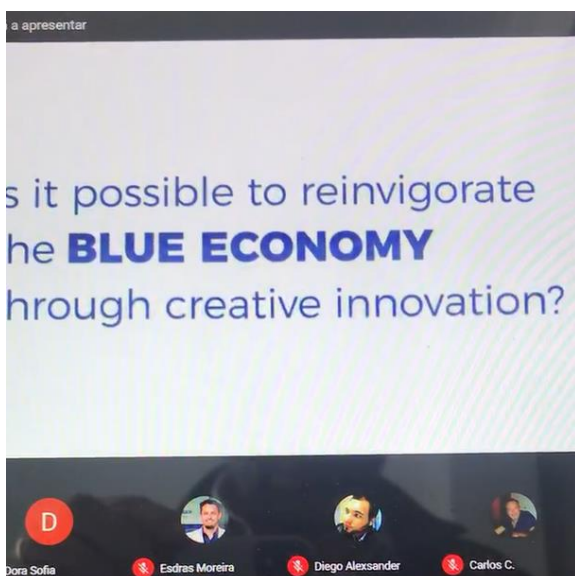 a apresentar
s it possible to reinvigorate
he BLUE ECONOMY
hrough creative innovation?
D
Dora Sofia
Esdras Moreira
Diego Alexsander
Carlos C.